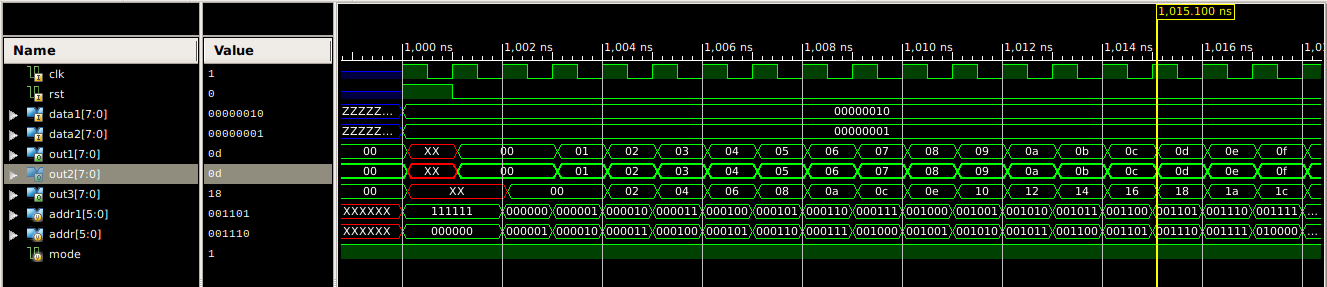 1,015.100 ns
Name Value 1,000 ns 1,002 ns 1,004 ns 1,006 ns 1,008 ns 1,010 ns 1,012 ns 1,014 ns 1,016 ns
clk 1
rst 0
data1[7:0] 00000010 ZZZZZ... 00000010
data2[7:0] 00000001 ZZZZZ... 00000001
out1[7:0] 0d 00 XX 00 01 02 03 04 05 06 07 08 09 0a 0b 0c 0d 0e 0f
out2[7:0] 0d 00 XX 00 01 02 03 04 05 06 07 08 09 0a 0b 0c 0d 0e 0f
out3[7:0] 18 00 XX 00 02 04 06 08 0a 0c 0e 10 12 14 16 18 1a 1c
addr1[5:0] 001101 XXXXXX 111111 000000 000001 000010 000011 000100 000101 000110 000111 001000 001001 001010 001011 001100 001101 001110 001111 ...
addr[5:0] 001110 XXXXXX 000000 000001 000010 000011 000100 000101 000110 000111 001000 001001 001010 001011 001100 001101 001110 001111 010000 ...
mode 1